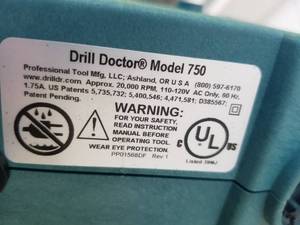 Drill Doctor® Model 750
Professional Tool Mfg, LLC; Ashland, OR U S A (800) 597-6170
www.drilldr.com Approx. 20,000 RPM, 110-120V AC Only, 60 Hz,
1.75A. US Patents 5,735,732; 5,400,546; 4,471,581; D385567;
WARNING:
FOR YOUR SAFETY,
READ INSTRUCTION
MANUAL BEFORE
OPERATING TOOL.
WEAR EYE PROTECTION.
PP01566DF Rev 1
C UL US
®
Listed